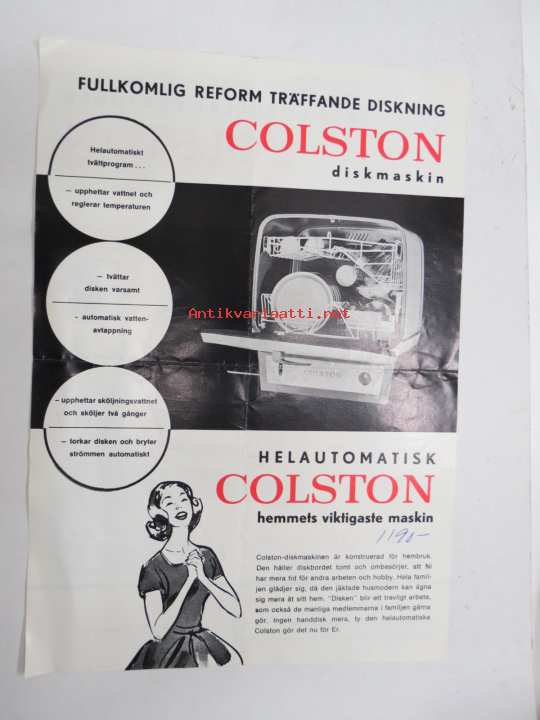 FULLKOMLIG REFORM TRÄFFANDE DISKNING
COLSTON
diskmaskin
Helautomatiskt
tvättprogram . . .
– upphettar vattnet och
reglerar temperaturen
– tvättar
disken varsamt
- automatisk vatten-
avtappning
– upphettar sköljningsvattnet
och sköljer två gånger
– torkar disken och bryter
strömmen automatiskt
Antikvariaatti.net
COLSTON
HELAUTOMATISK
COLSTON
hemmets viktigaste maskin
1195-
Colston-diskmaskinen är konstruerad för hembruk.
Den håller diskbordet tomt och ombesörjer, att Ni
har mera tid för andra arbeten och hobby. Hela famil-
jen glädjer sig, då den jäktade husmodern kan ägna
sig mera åt sitt hem. "Disken" blir ett trevligt arbete,
som också de manliga medlemmarna i familjen gärna
gör. Ingen handdisk mera, ty den helautomatiska
Colston gör det nu för Er.